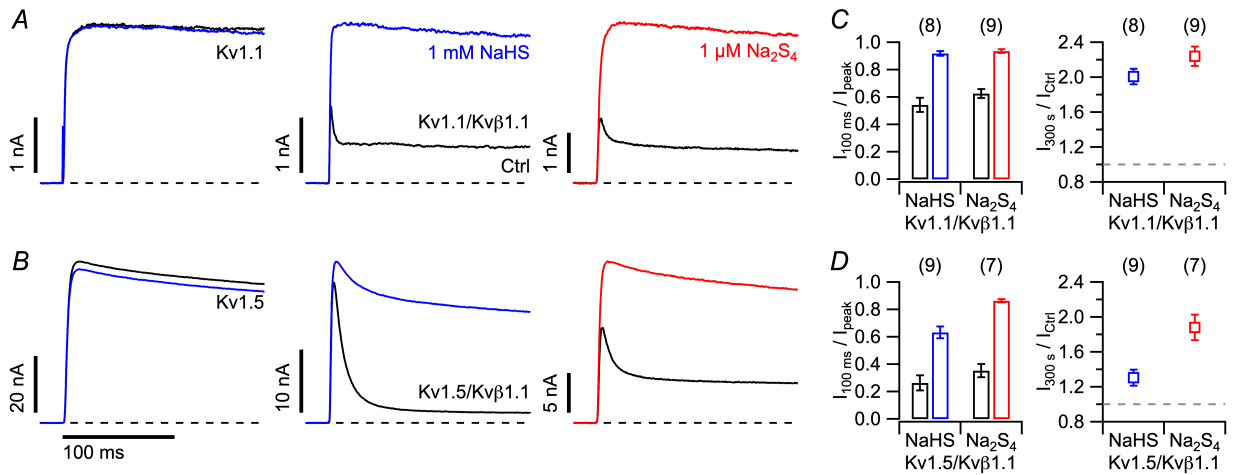 A
Kv1.1
1 nA
1 mM NaHS
Kv1.1/Kvβ1.1
Ctrl
1 nA
1 µM Na₂S₄
1 nA
C
(8) (9)
I100 ms / Ipeak
1.0
0.8
0.6
0.4
0.2
0.0
NaHS Na₂S₄
Kv1.1/Kvβ1.1
(8) (9)
I300 s / ICtrl
2.4
2.0
1.6
1.2
0.8
NaHS Na₂S₄
Kv1.1/Kvβ1.1
B
Kv1.5
20 nA
100 ms
Kv1.5/Kvβ1.1
10 nA
5 nA
D
(9) (7)
I100 ms / Ipeak
1.0
0.8
0.6
0.4
0.2
0.0
NaHS Na₂S₄
Kv1.5/Kvβ1.1
(9) (7)
I300 s / ICtrl
2.4
2.0
1.6
1.2
0.8
NaHS Na₂S₄
Kv1.5/Kvβ1.1